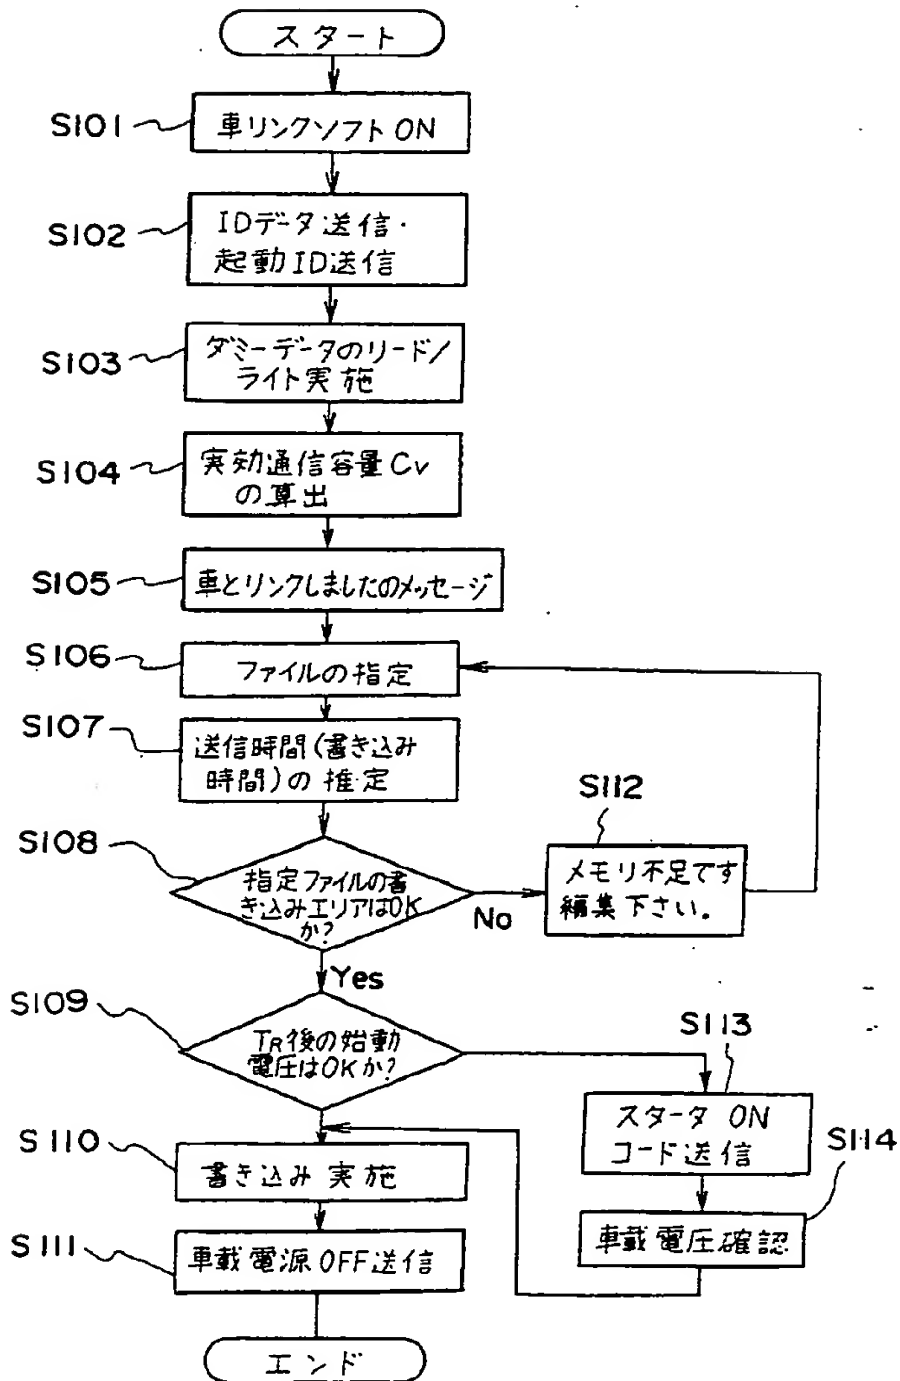 スタート
S101
車リンクソフト ON
S102
IDデータ送信・
起動ID送信
S103
ダミーデータのリード/
ライト実施
S104
実効通信容量Cv
の算出
S105
車とリンクしましたのメッセージ
S106
ファイルの指定
S107
送信時間(書き込み
時間)の推定
S108
指定ファイルの書
き込みエリアはOK
か?
No
S112
メモリ不足です
編集下さい。
Yes
S109
TR後の始動
電圧はOKか?
S113
スタータ ON
コード送信
S114
車載電圧確認
S110
書き込み実施
S111
車載電源OFF送信
エンド